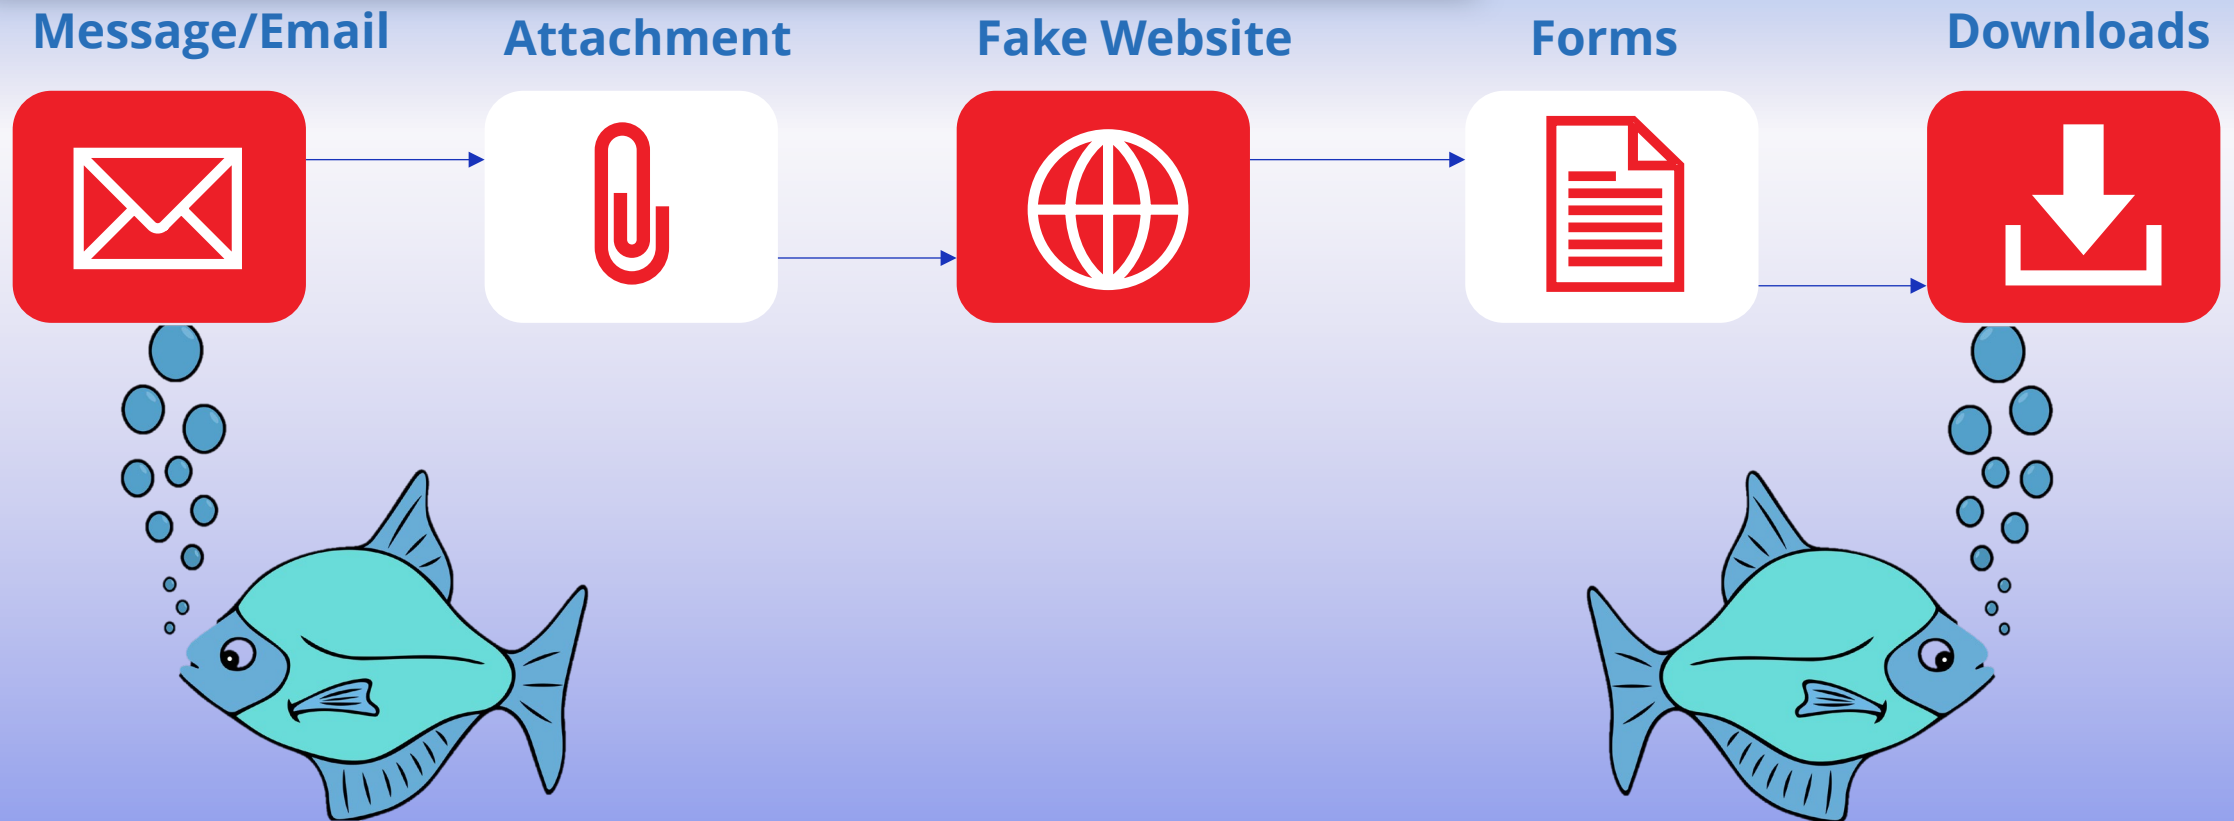 Message/Email
Attachment
Fake Website
Forms
Downloads